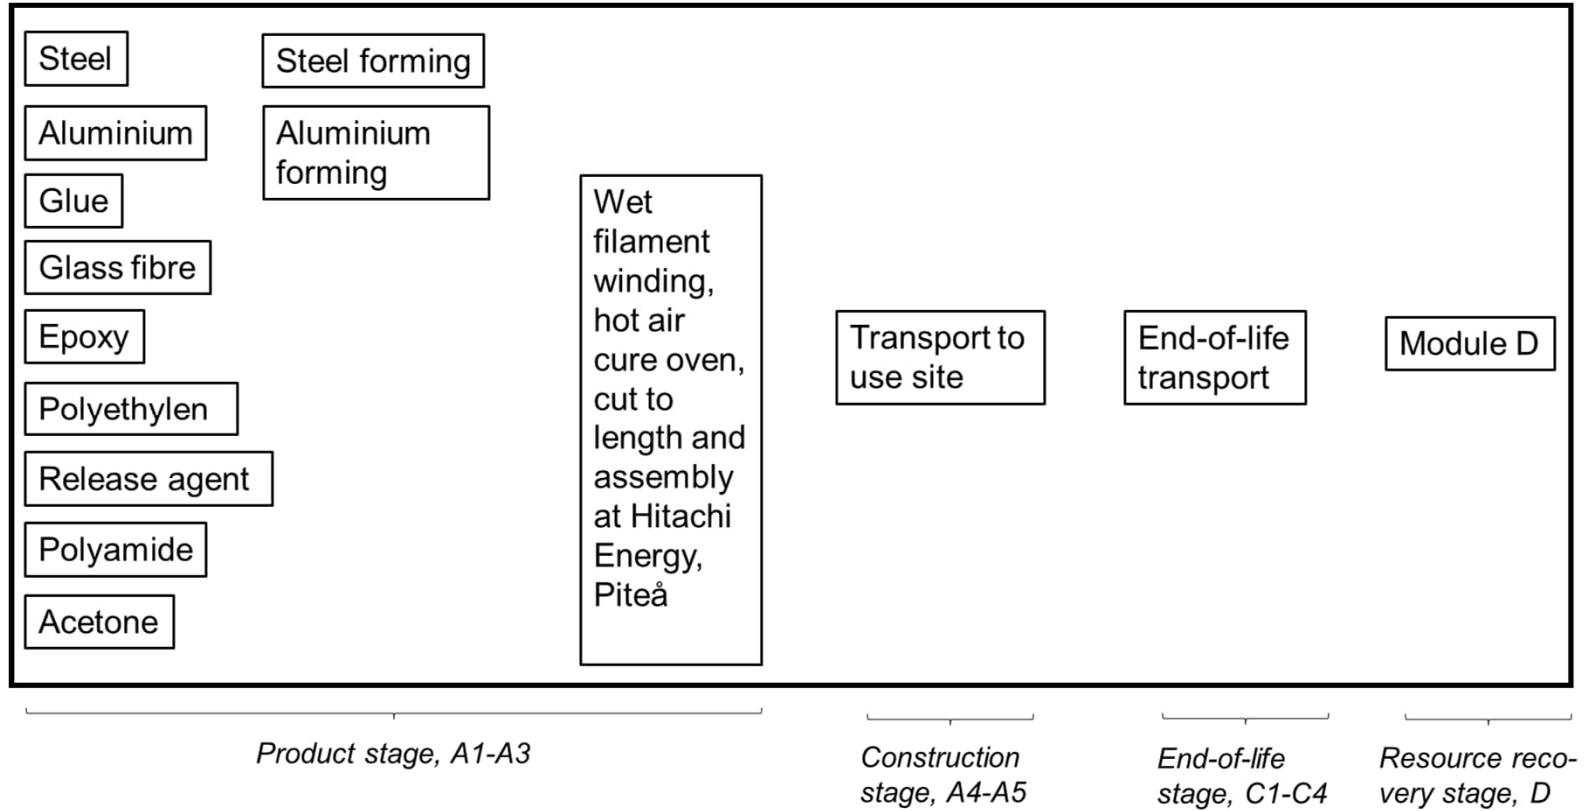 Steel
Aluminium
Glue
Glass fibre
Epoxy
Polyethylen
Release agent
Polyamide
Acetone
Steel forming
Aluminium
forming
Wet
filament
winding,
hot air
cure oven,
cut to
length and
assembly
at Hitachi
Energy,
Piteå
Transport to
use site
End-of-life
transport
Module D
Product stage, A1-A3
Construction
stage, A4-A5
End-of-life
stage, C1-C4
Resource reco-
very stage, D